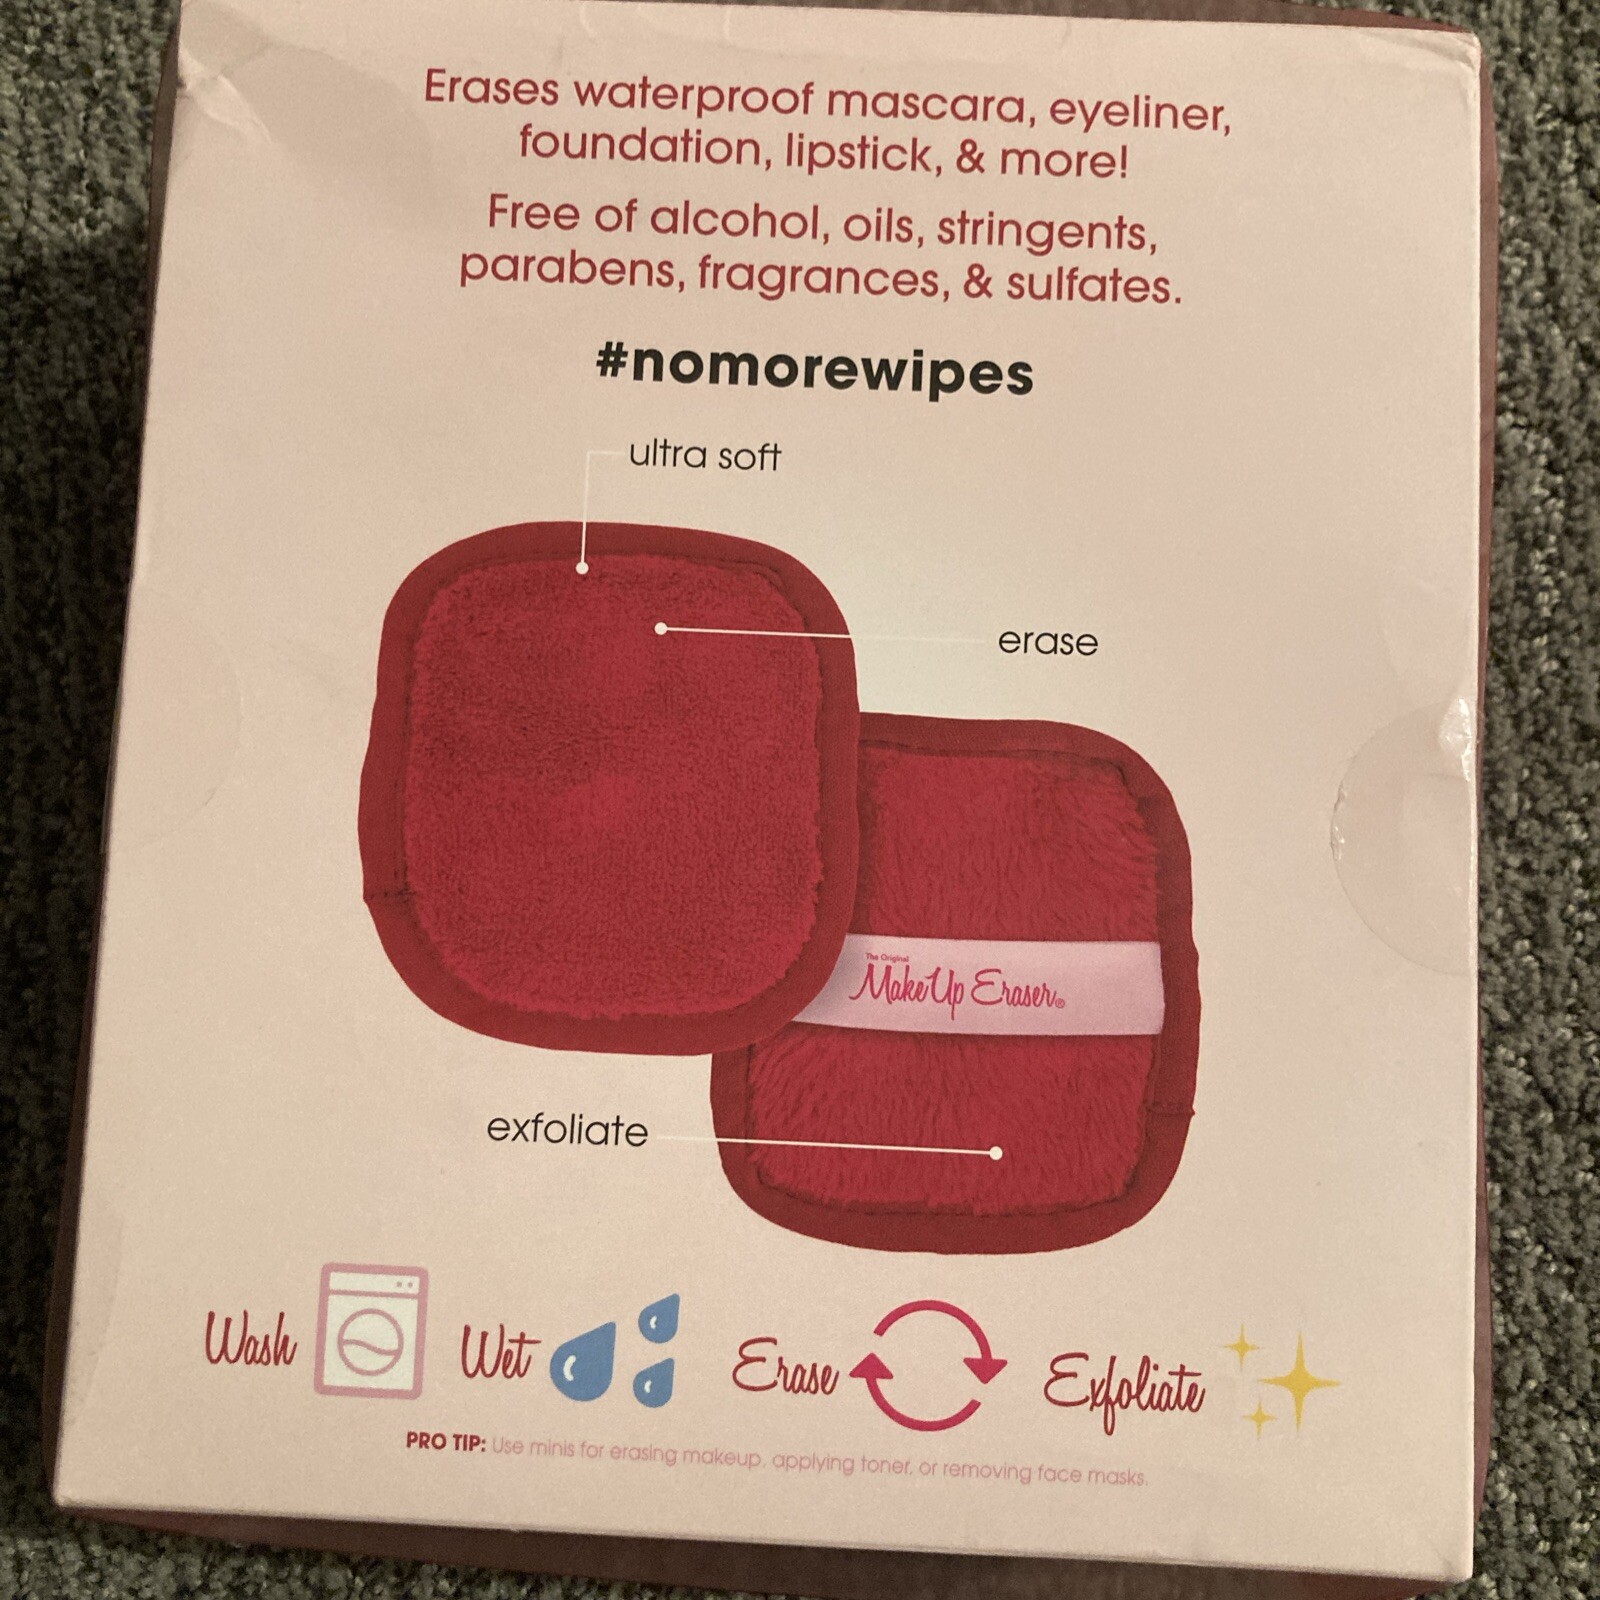 Erases waterproof mascara, eyeliner,
foundation, lipstick, & more!
Free of alcohol, oils, stringents,
parabens, fragrances, & sulfates.
#nomorewipes
ultra soft
erase
The Original
MakeUp Eraser®
exfoliate
Wash
Wet
Erase
Exfoliate
PRO TIP: Use minis for erasing makeup, applying toner, or removing face masks.